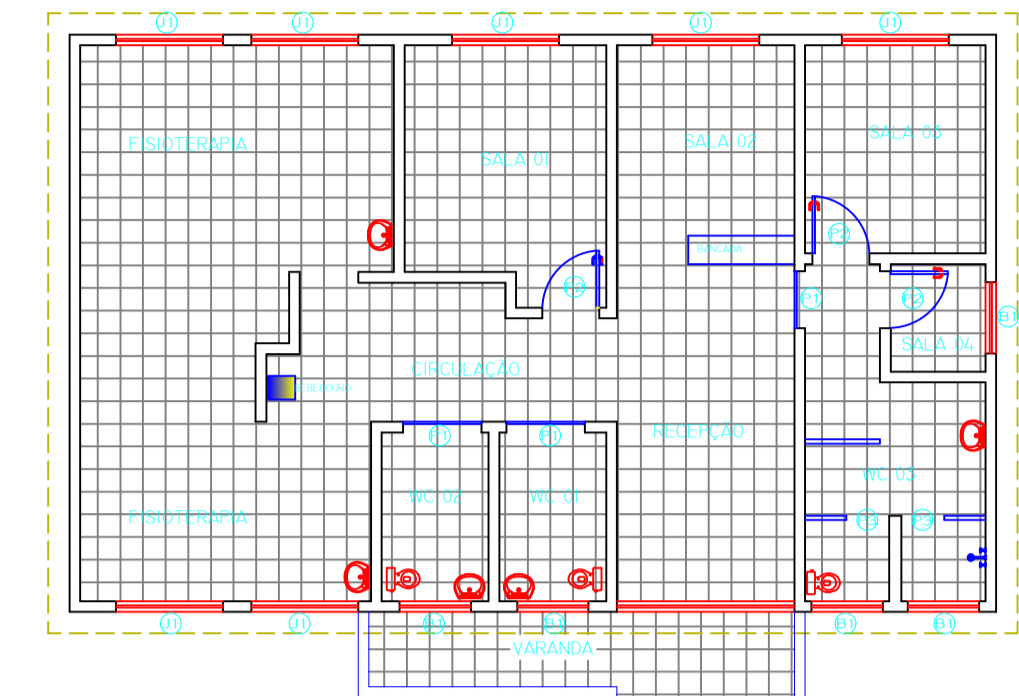 J1 J1 J1 J1 J1
FISIOTERAPIA
SALA 01
SALA 02
SALA 03
P2
BANCADA
P2
P1
P2
B1
SALA 04
CIRCULAÇÃO
BEBEDOURO
RECEPÇÃO
P1 P1
WC 03
WC 02 WC 01
FISIOTERAPIA
P3 P3
J1 J1 B1 B1 B1 B1
VARANDA